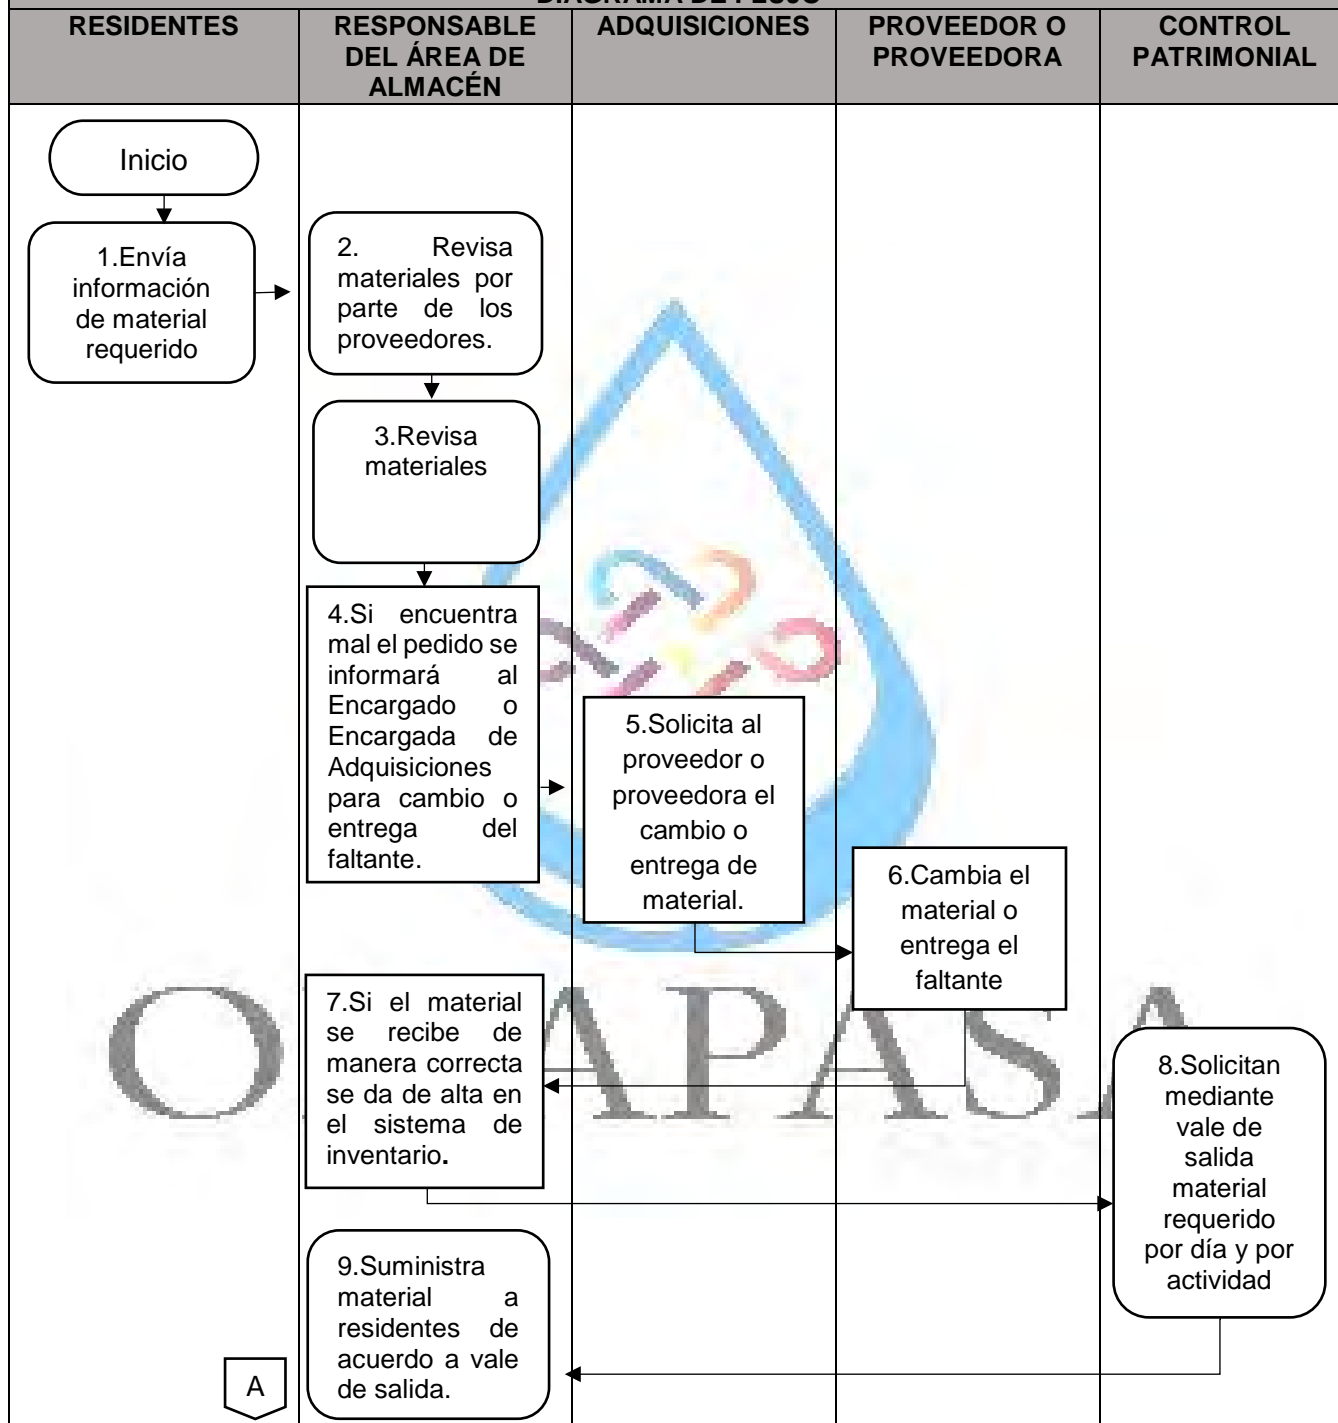 DIAGRAMA DE FLUJO
RESIDENTES
RESPONSABLE
DEL ÁREA DE
ALMACÉN
ADQUISICIONES
PROVEEDOR O
PROVEEDORA
CONTROL
PATRIMONIAL
Inicio
1.Envía
información
de material
requerido
2. Revisa
materiales por
parte de los
proveedores.
3.Revisa
materiales
4.Si encuentra
mal el pedido se
informará al
Encargado o
Encargada de
Adquisiciones
para cambio o
entrega del
faltante.
5.Solicita al
proveedor o
proveedora el
cambio o
entrega de
material.
6.Cambia el
material o
entrega el
faltante
7.Si el material
se recibe de
manera correcta
se da de alta en
el sistema de
inventario.
8.Solicitan
mediante
vale de
salida
material
requerido
por día y por
actividad
9.Suministra
material a
residentes de
acuerdo a vale
de salida.
A